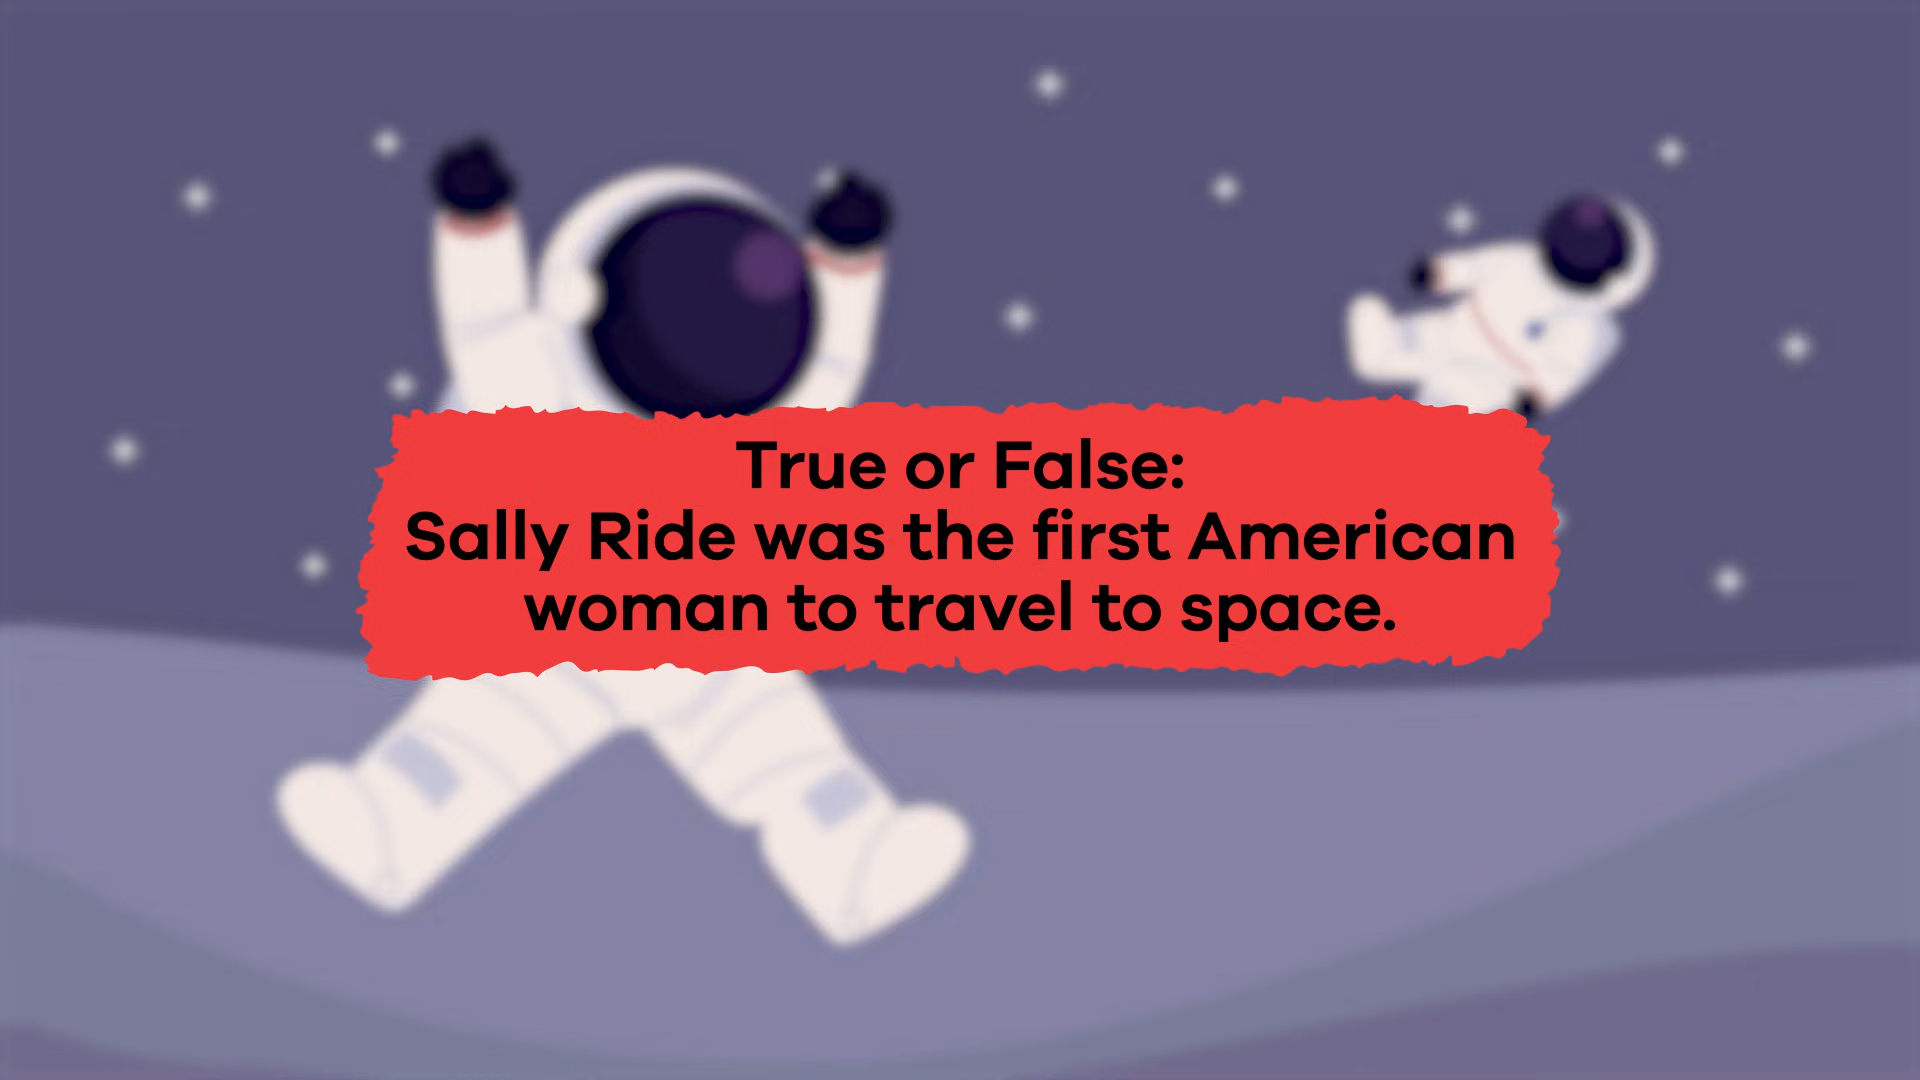 True or False:
Sally Ride was the first American
woman to travel to space.